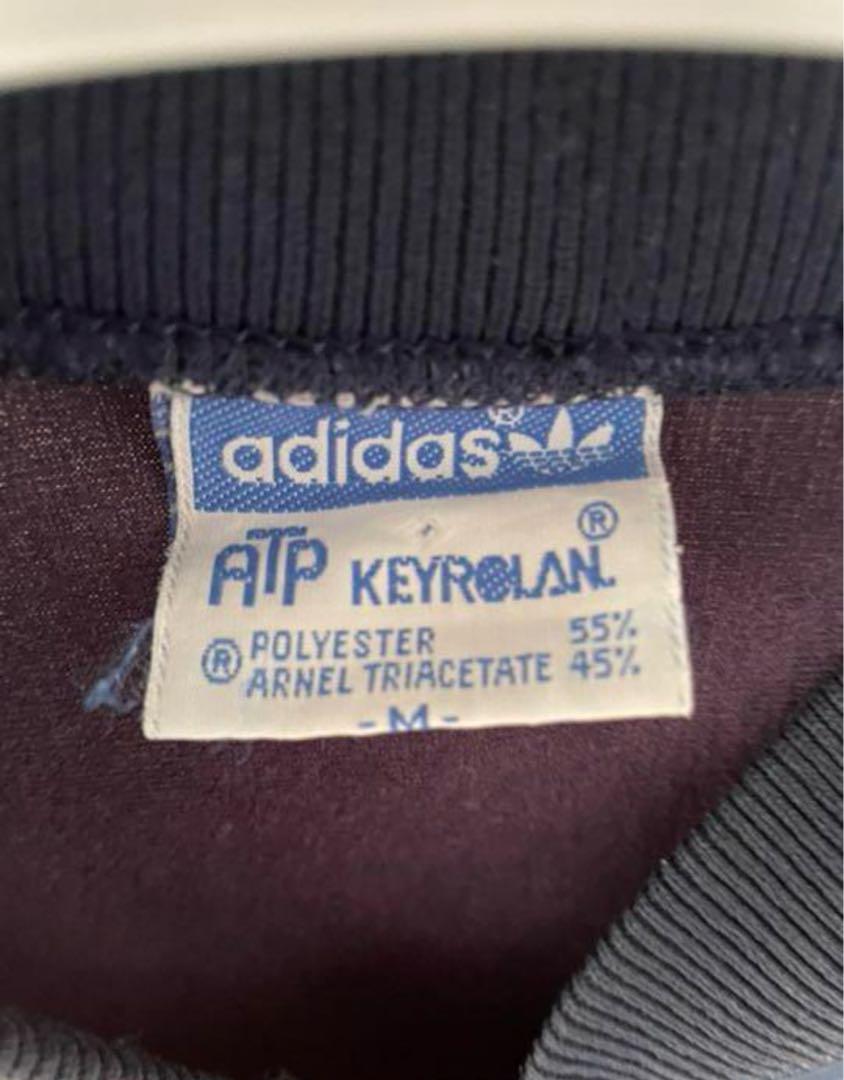 adidas®
ATP KEYROLAN.®
® POLYESTER 55%
ARNEL TRIACETATE 45%
- M -